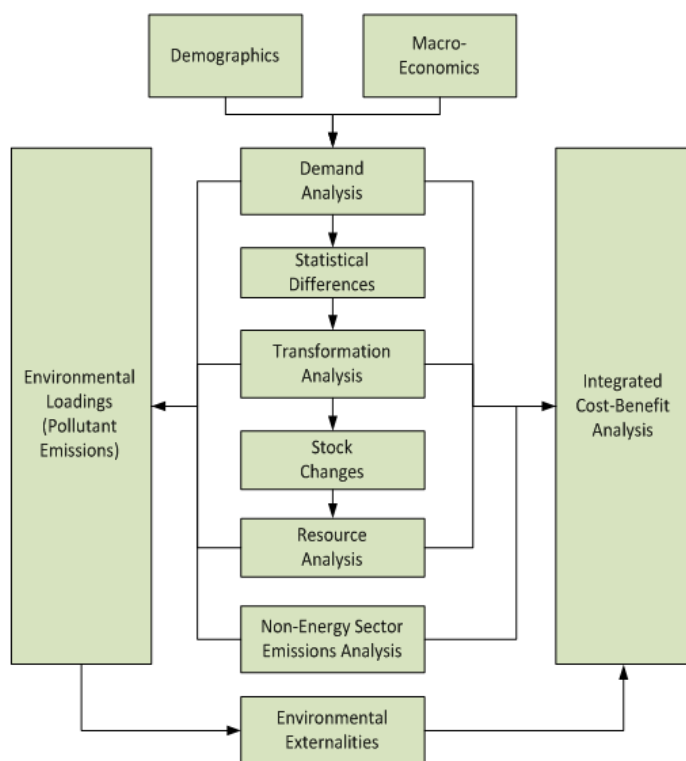 Demographics
Macro-
Economics
Demand
Analysis
Statistical
Differences
Transformation
Analysis
Environmental
Loadings
(Pollutant
Emissions)
Integrated
Cost-Benefit
Analysis
Stock
Changes
Resource
Analysis
Non-Energy Sector
Emissions Analysis
Environmental
Externalities